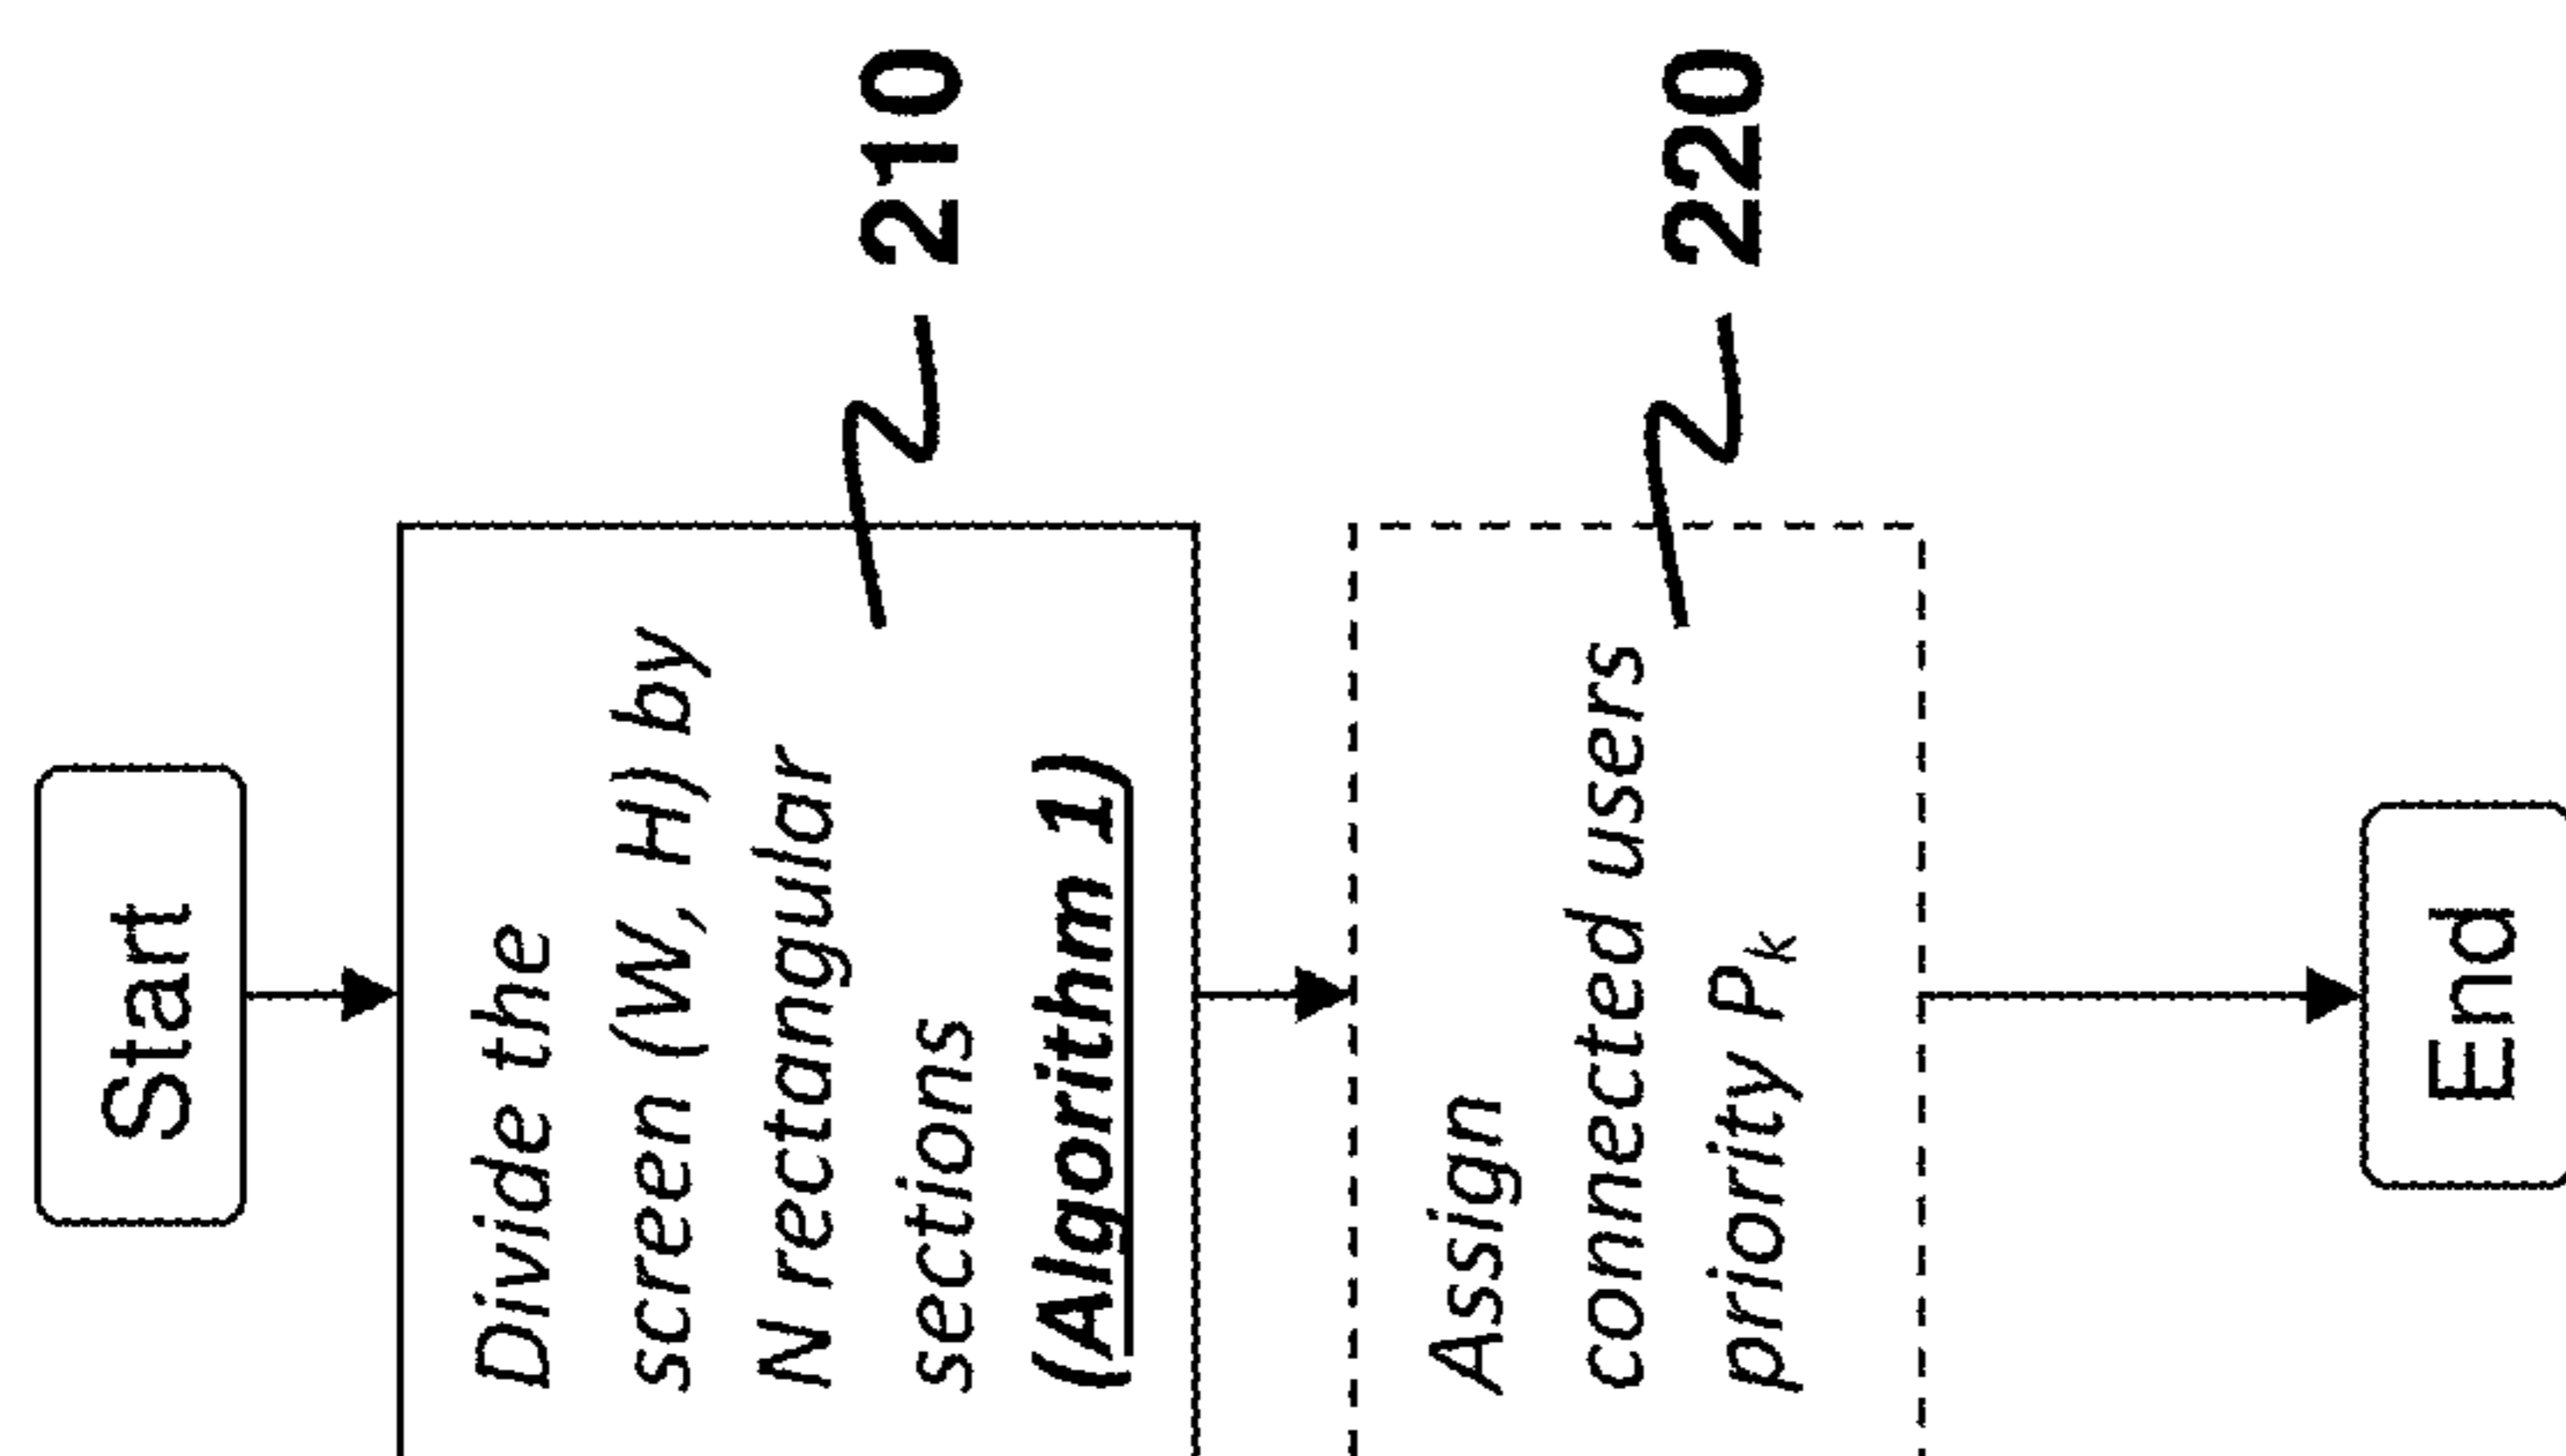 Start
Divide the
screen (W, H) by
N rectangular
sections
(Algorithm 1)
210
Assign
connected users
priority Pk
220
End